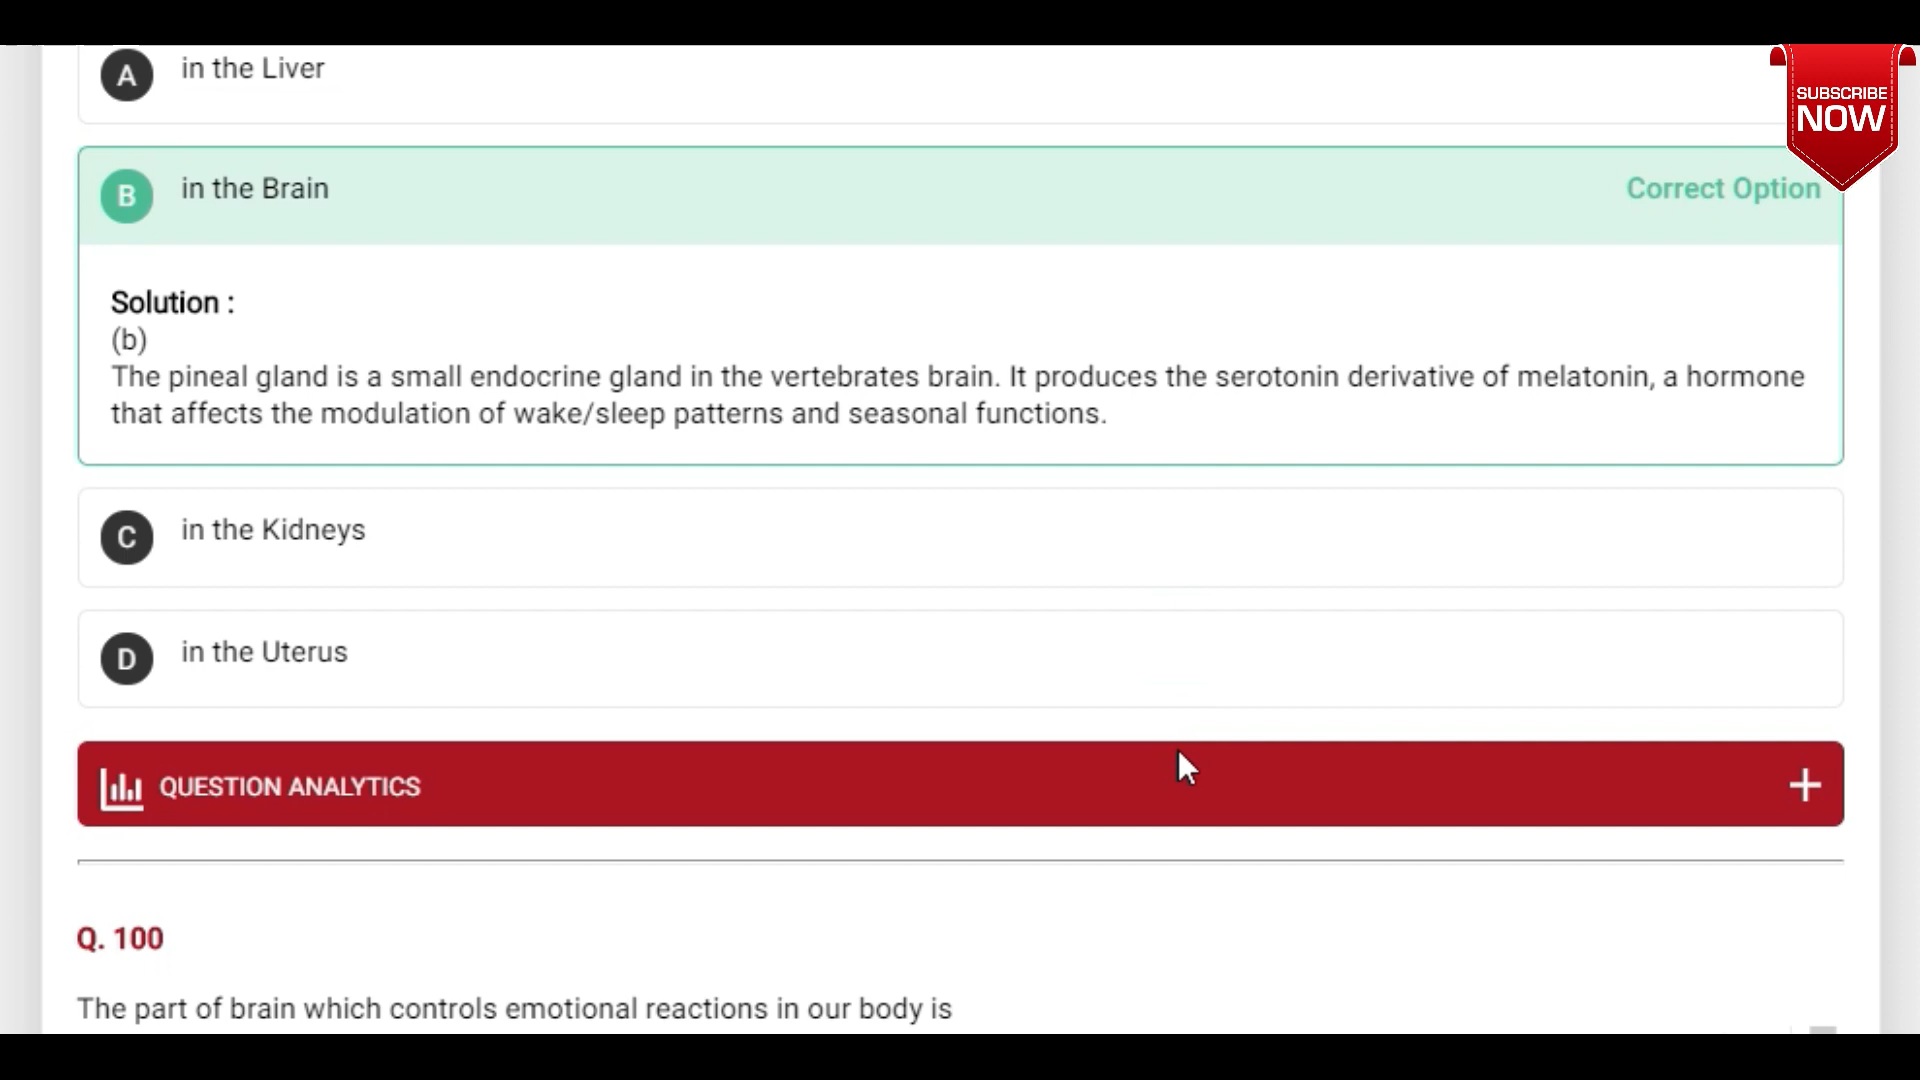 A in the Liver
SUBSCRIBE
NOW
B in the Brain Correct Option
Solution :
(b)
The pineal gland is a small endocrine gland in the vertebrates brain. It produces the serotonin derivative of melatonin, a hormone
that affects the modulation of wake/sleep patterns and seasonal functions.
C in the Kidneys
D in the Uterus
QUESTION ANALYTICS +
Q. 100
The part of brain which controls emotional reactions in our body is